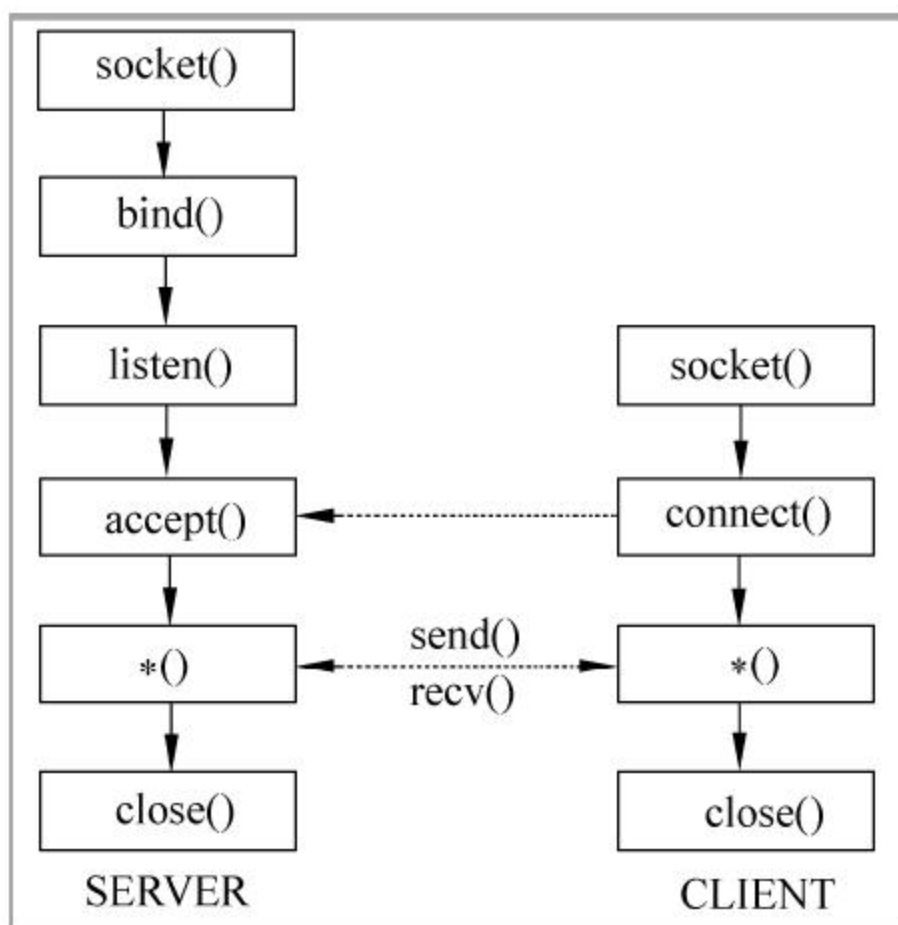 socket()
bind()
listen()
socket()
accept()
connect()
*()
send()
recv()
*()
close()
close()
SERVER
CLIENT